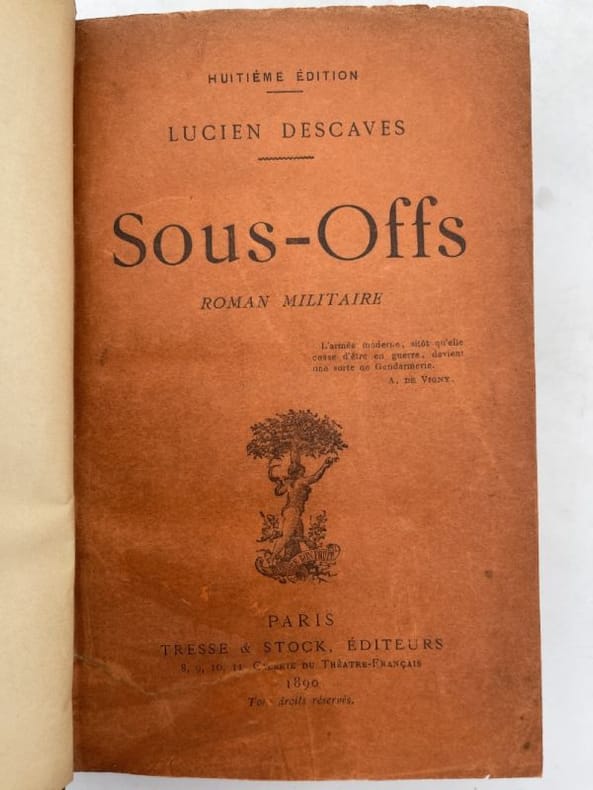 HUITIÉME ÉDITION
LUCIEN DESCAVES
Sous-Offs
ROMAN MILITAIRE
L'armée moderne, sitôt qu'elle
cesse d'être en guerre, devient
une sorte de Gendarmerie.
A. DE VIGNY.
PARIS
TRESSE & STOCK, ÉDITEURS
8, 9, 10, 11 GALERIE DU THÉATRE-FRANÇAIS
1890
Tous droits réservés.